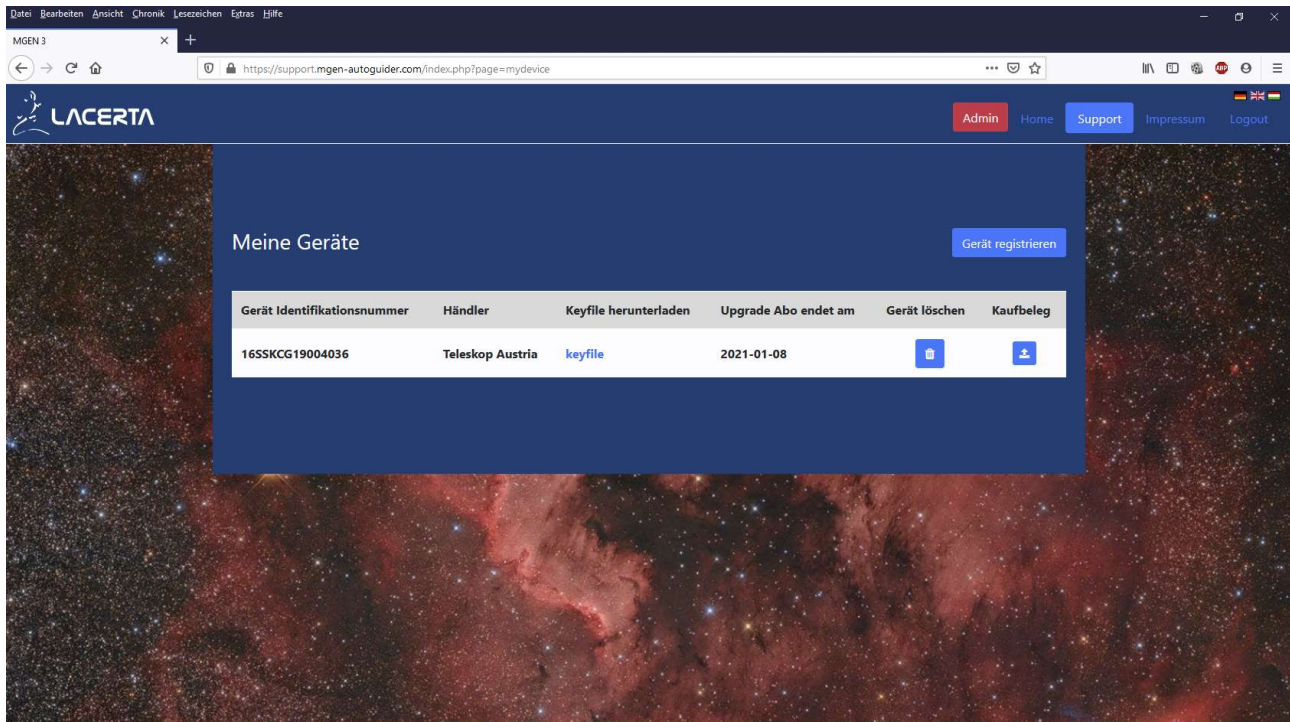 Datei Bearbeiten Ansicht Chronik Lesezeichen Extras Hilfe
MGEN 3
https://support.mgen-autoguider.com/index.php?page=mydevice
ABP
LACERTA
Admin Home Support Impressum Logout
Meine Geräte
Gerät registrieren
Gerät Identifikationsnummer Händler Keyfile herunterladen Upgrade Abo endet am Gerät löschen Kaufbeleg
16SSKCG19004036 Teleskop Austria keyfile 2021-01-08